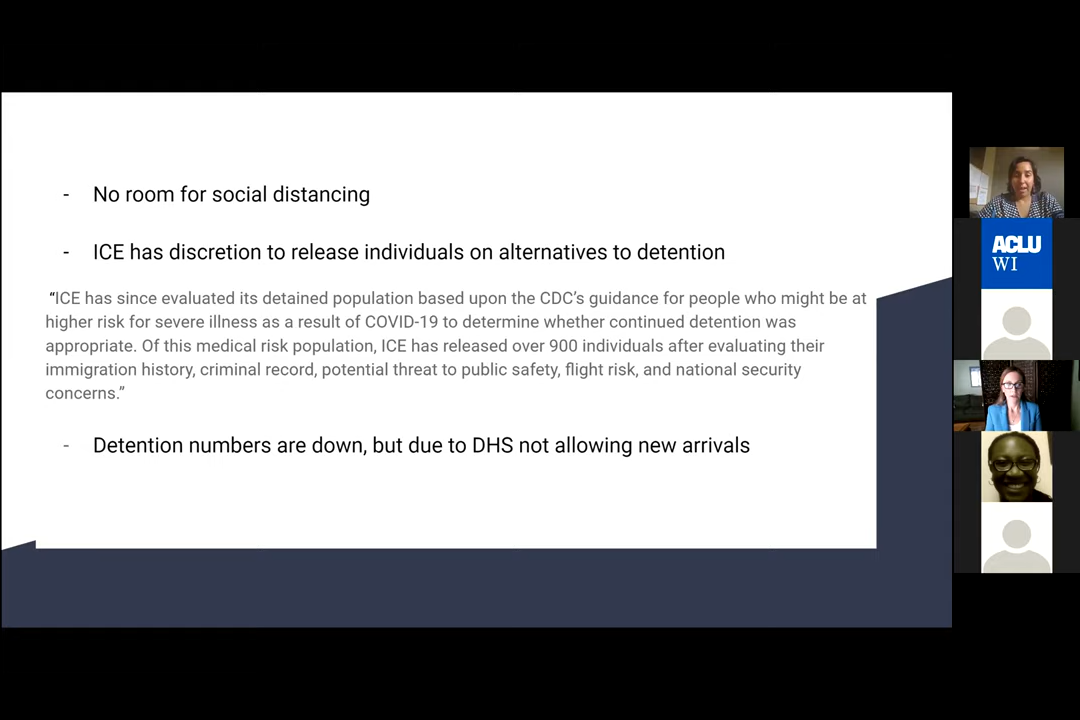 - No room for social distancing
- ICE has discretion to release individuals on alternatives to detention
“ICE has since evaluated its detained population based upon the CDC’s guidance for people who might be at
higher risk for severe illness as a result of COVID-19 to determine whether continued detention was
appropriate. Of this medical risk population, ICE has released over 900 individuals after evaluating their
immigration history, criminal record, potential threat to public safety, flight risk, and national security
concerns.”
- Detention numbers are down, but due to DHS not allowing new arrivals
ACLU
WI